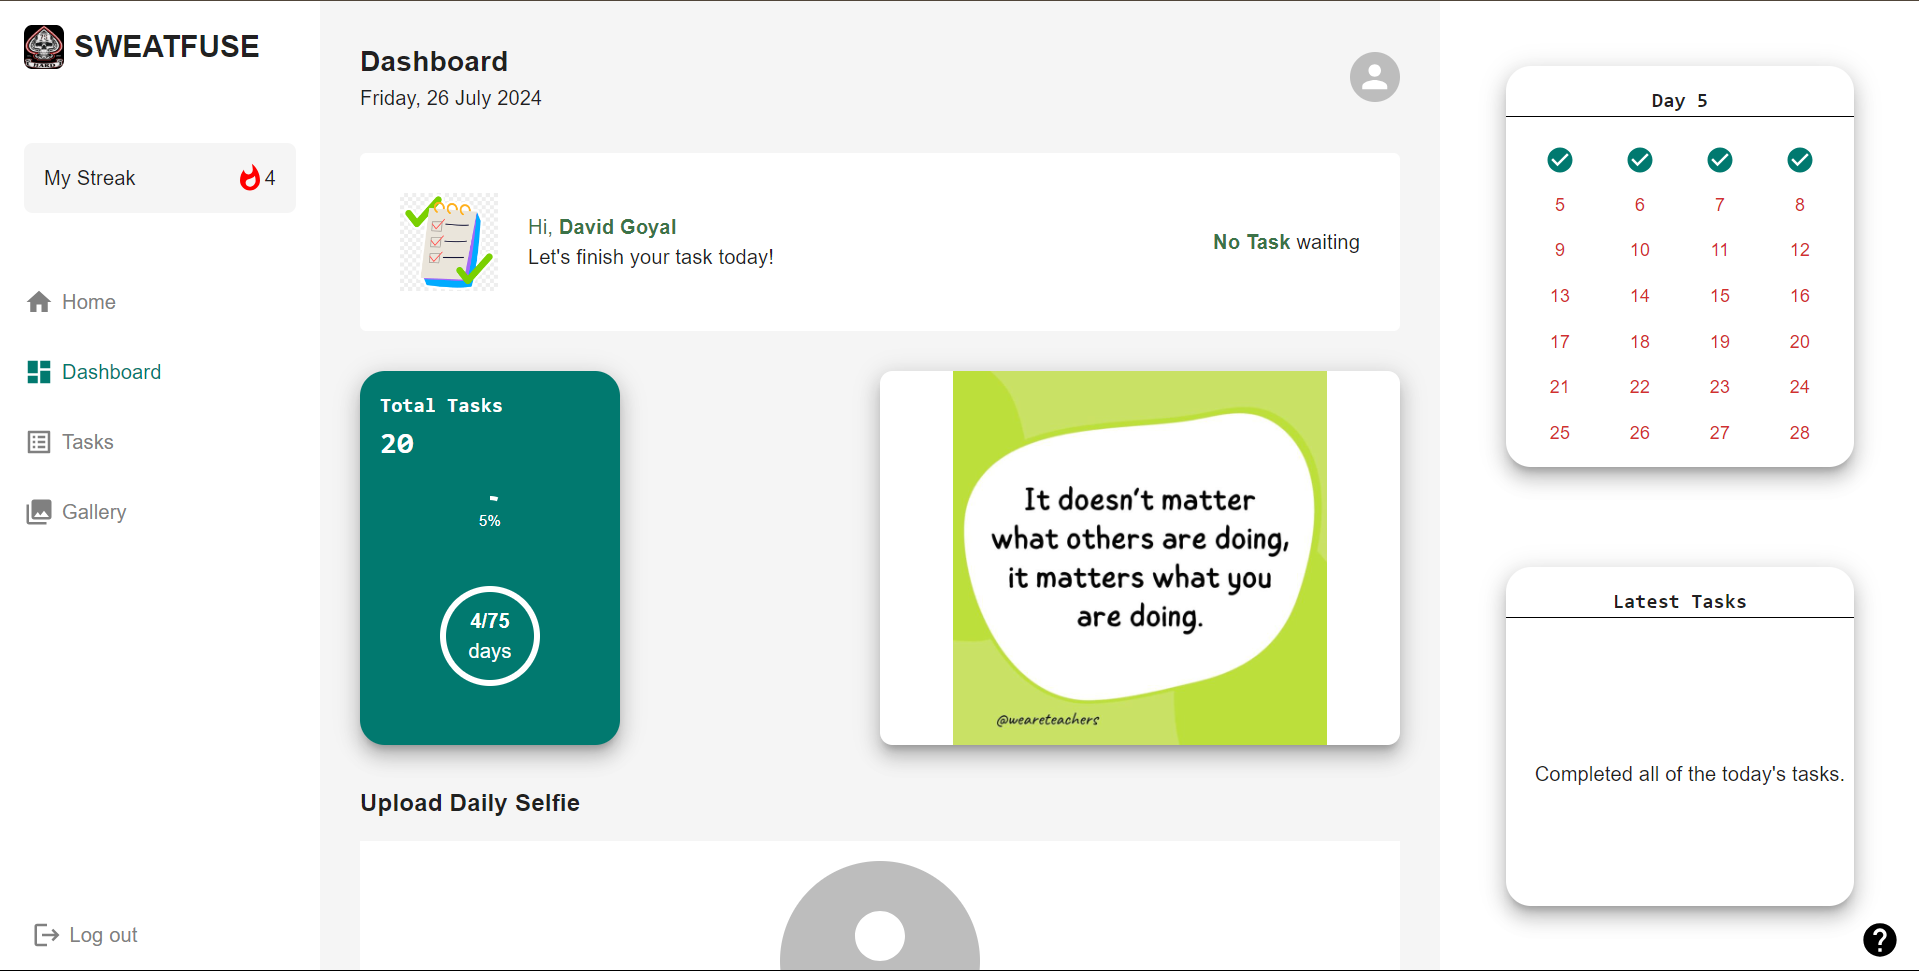 SWEATFUSE
My Streak
4
Home
Dashboard
Tasks
Gallery
Log out
Dashboard
Friday, 26 July 2024
Hi, David Goyal
Let's finish your task today!
No Task waiting
Total Tasks
20
5%
4/75
days
It doesn't matter
what others are doing,
it matters what you
are doing.
@weareteachers
Upload Daily Selfie
Day 5
5 6 7 8
9 10 11 12
13 14 15 16
17 18 19 20
21 22 23 24
25 26 27 28
Latest Tasks
Completed all of the today's tasks.